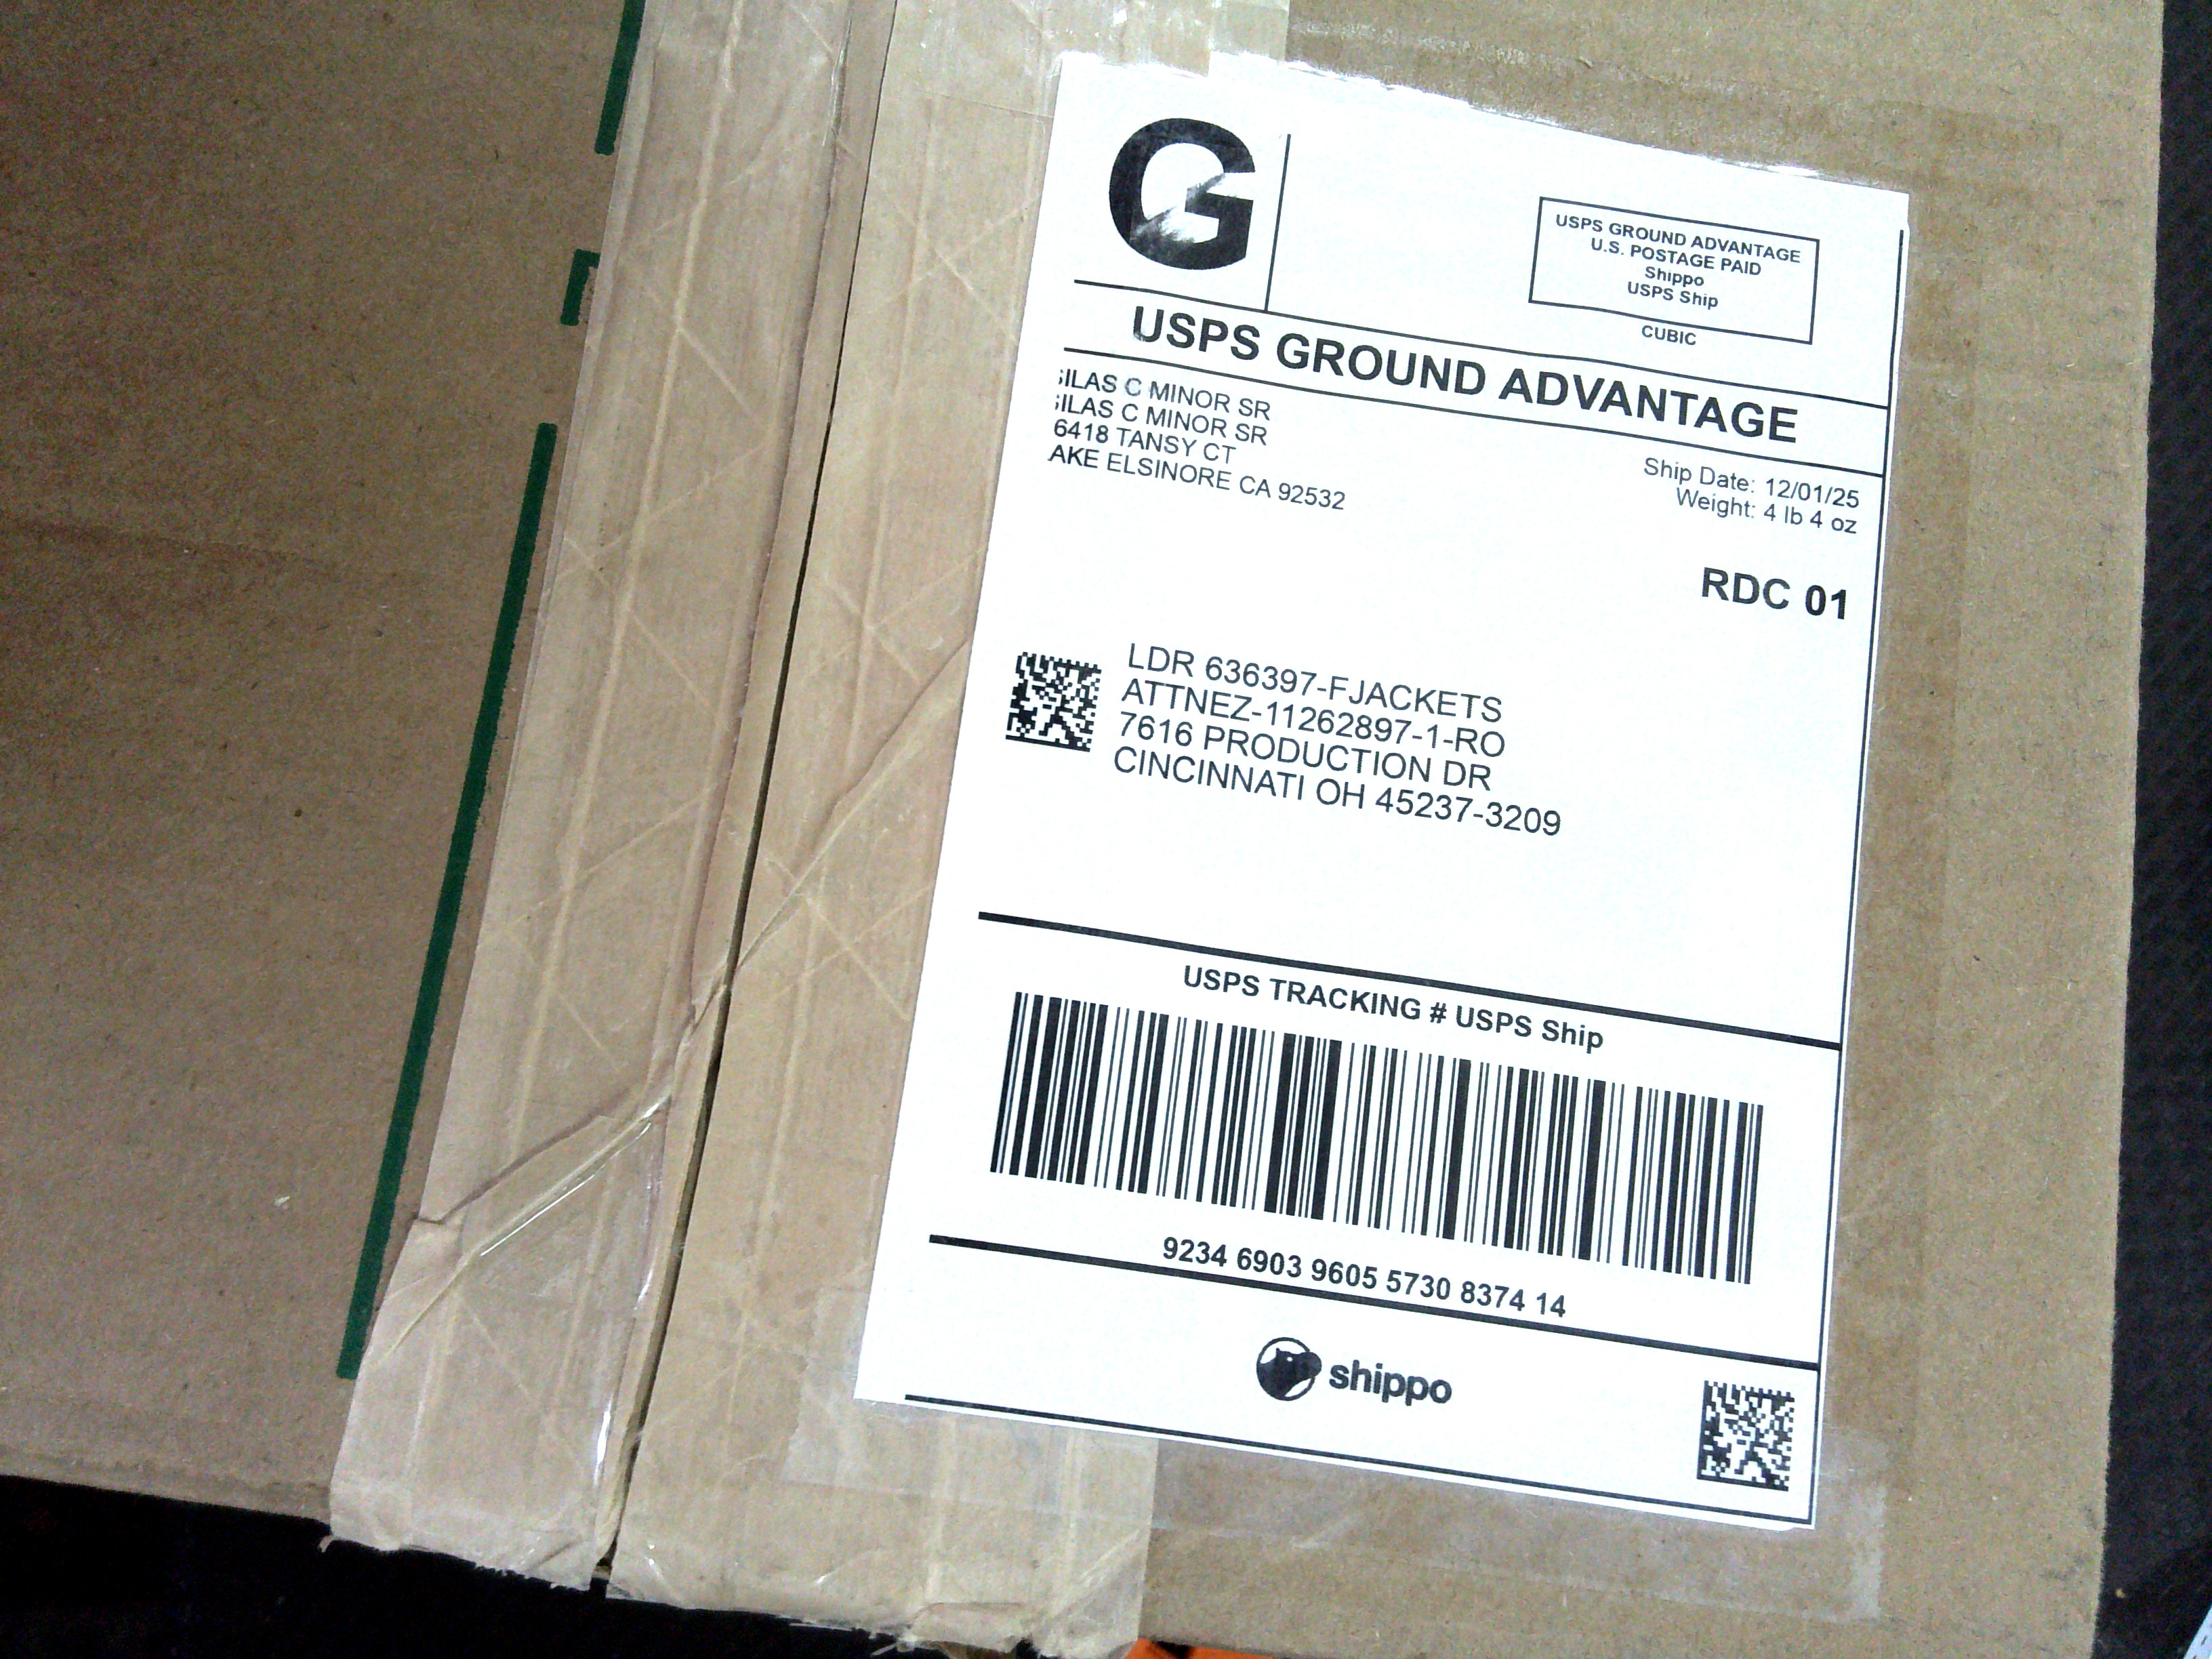 G
USPS GROUND ADVANTAGE
U.S. POSTAGE PAID
Shippo
USPS Ship
CUBIC
USPS GROUND ADVANTAGE
ILAS C MINOR SR
ILAS C MINOR SR
6418 TANSY CT
AKE ELSINORE CA 92532
Ship Date: 12/01/25
Weight: 4 lb 4 oz
RDC 01
LDR 636397-FJACKETS
ATTNEZ-11262897-1-RO
7616 PRODUCTION DR
CINCINNATI OH 45237-3209
USPS TRACKING # USPS Ship
9234 6903 9605 5730 8374 14
shippo